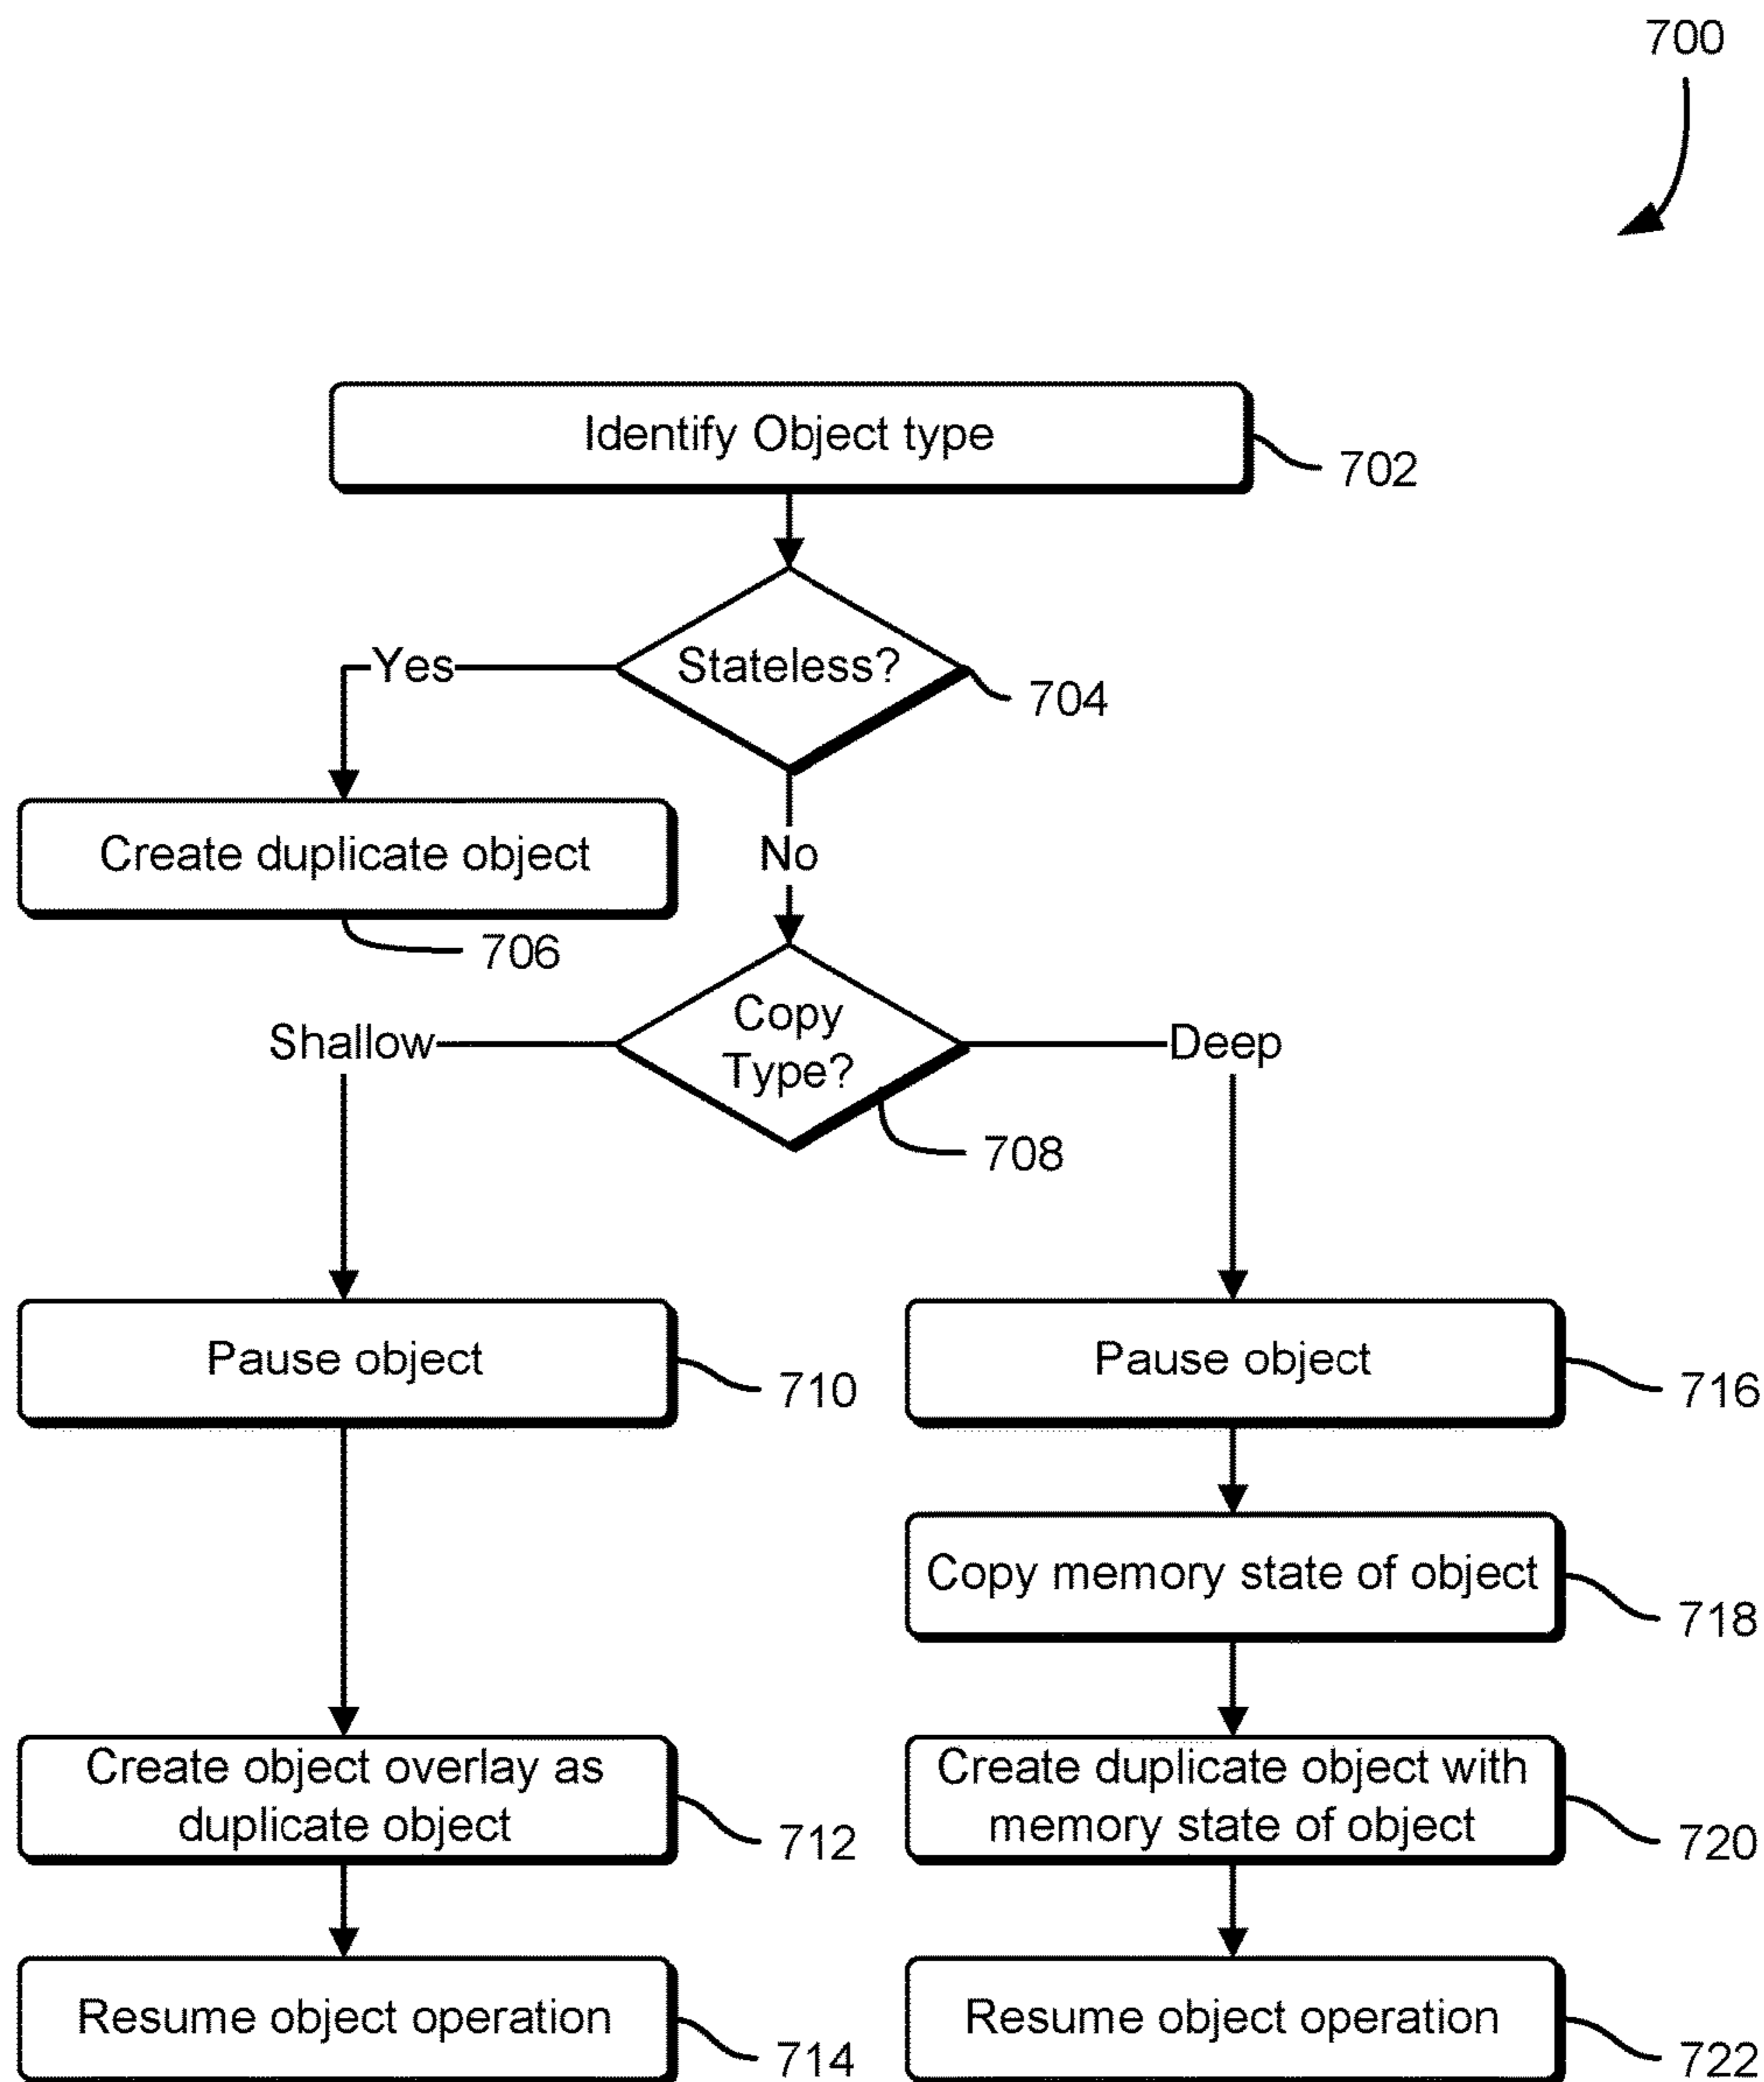 700
Identify Object type
702
Stateless?
Yes
704
Create duplicate object
No
706
Copy
Type?
Shallow
Deep
708
Pause object
710
Pause object
716
Copy memory state of object
718
Create object overlay as
duplicate object
712
Create duplicate object with
memory state of object
720
Resume object operation
714
Resume object operation
722